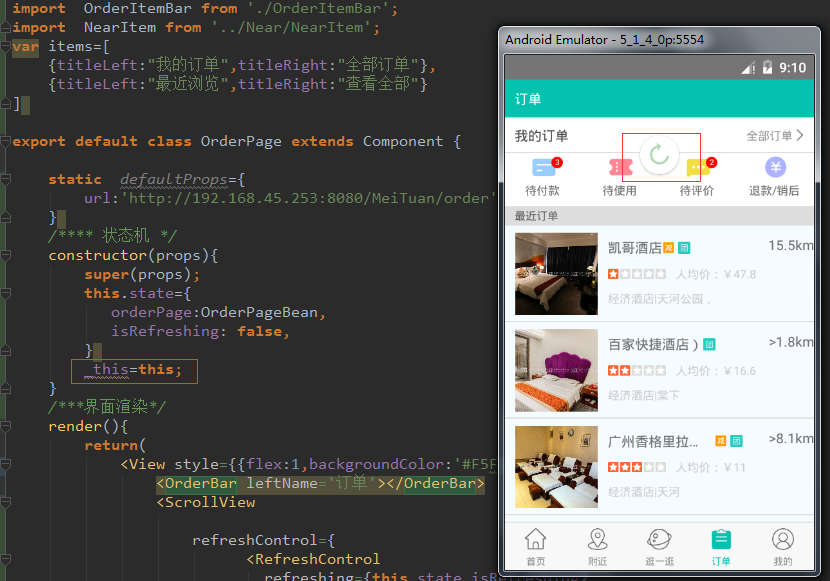 import  OrderItemBar from './OrderItemBar';
import  NearItem from '../Near/NearItem';
var items=[
{titleLeft:"我的订单",titleRight:"全部订单"},
{titleLeft:"最近浏览",titleRight:"查看全部"}
]
export default class OrderPage extends Component {
static  defaultProps={
url:'http://192.168.45.253:8080/MeiTuan/order'
}
/**** 状态机 */
constructor(props){
super(props);
this.state={
orderPage:OrderPageBean,
isRefreshing: false,
}
_this=this;
}
/***界面渲染*/
render(){
return(
<View style={{flex:1,backgroundColor:'#F5F
<OrderBar leftName='订单'></OrderBar>
<ScrollView
refreshControl={
<RefreshControl
refreshing={this.state.isRefreshing
Android Emulator - 5_1_4_0p:5554
9:10
订单
我的订单 全部订单
3 2
待付款 待使用 待评价 退款/销后
最近订单
凯哥酒店 减 团 15.5km
人均价：￥47.8
经济酒店|天河公园，
百家快捷酒店） 团 >1.8km
人均价：￥16.6
经济酒店|棠下
广州香格里拉... 减 团 >8.1km
人均价：￥11
经济酒店|天河
首页 附近 逛一逛 订单 我的